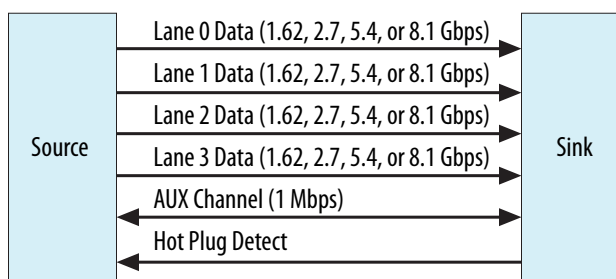 Lane 0 Data (1.62, 2.7, 5.4, or 8.1 Gbps)
Lane 1 Data (1.62, 2.7, 5.4, or 8.1 Gbps)
Lane 2 Data (1.62, 2.7, 5.4, or 8.1 Gbps)
Source
Sink
Lane 3 Data (1.62, 2.7, 5.4, or 8.1 Gbps)
AUX Channel (1 Mbps)
Hot Plug Detect